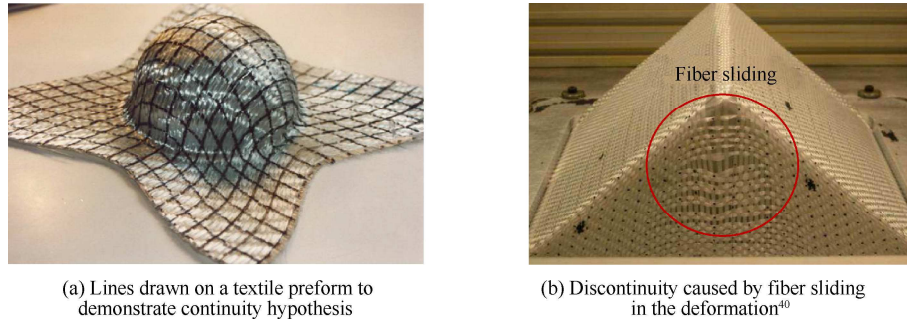 Fiber sliding
(a) Lines drawn on a textile preform to
demonstrate continuity hypothesis
(b) Discontinuity caused by fiber sliding
in the deformation⁴⁰